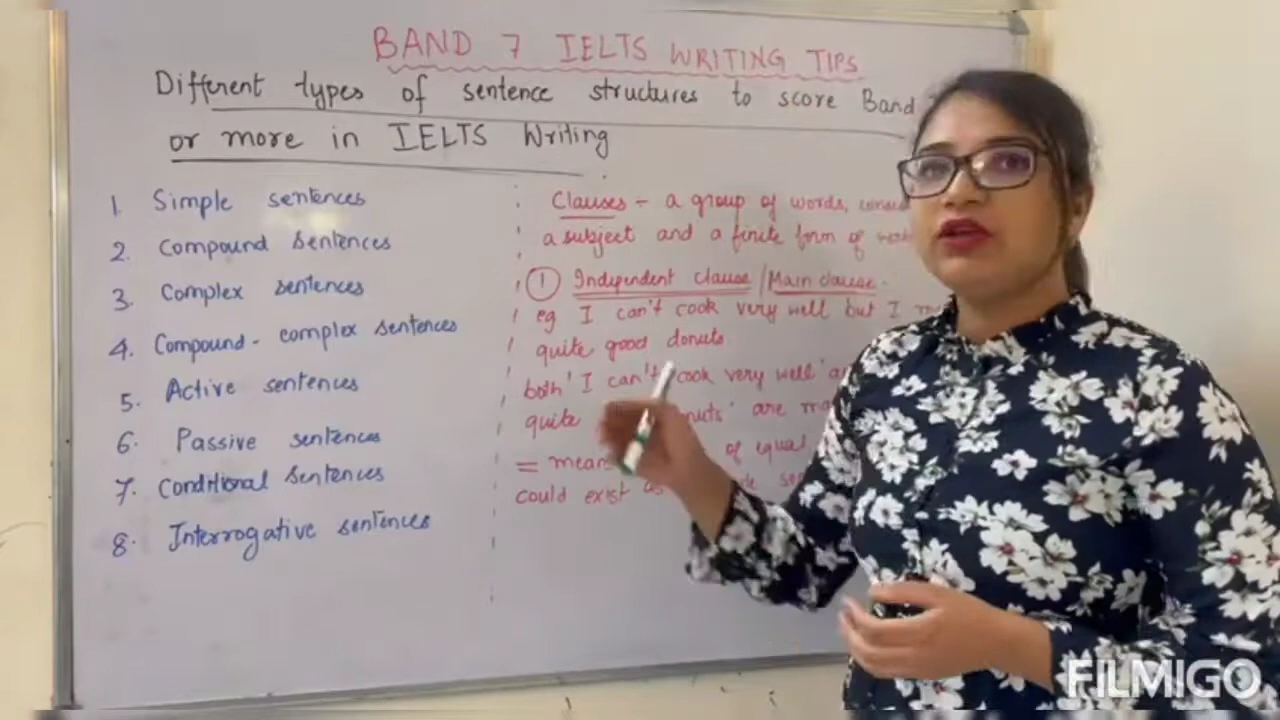 BAND 7 IELTS WRITING TIPS
Different types of sentence structures to score Band
or more in IELTS Writing
1. Simple sentences
2. Compound sentences
3. Complex sentences
4. Compound-complex sentences
5. Active sentences
6. Passive sentences
7. Conditional sentences
8. Interrogative sentences
Clauses - a group of words,
a subject and a finite form of
1 Independent clause / Main clause.
eg I can't cook very well but I
quite good donuts
both 'I can't cook very well'
quite are
= of equal
could exist
FILMIGO